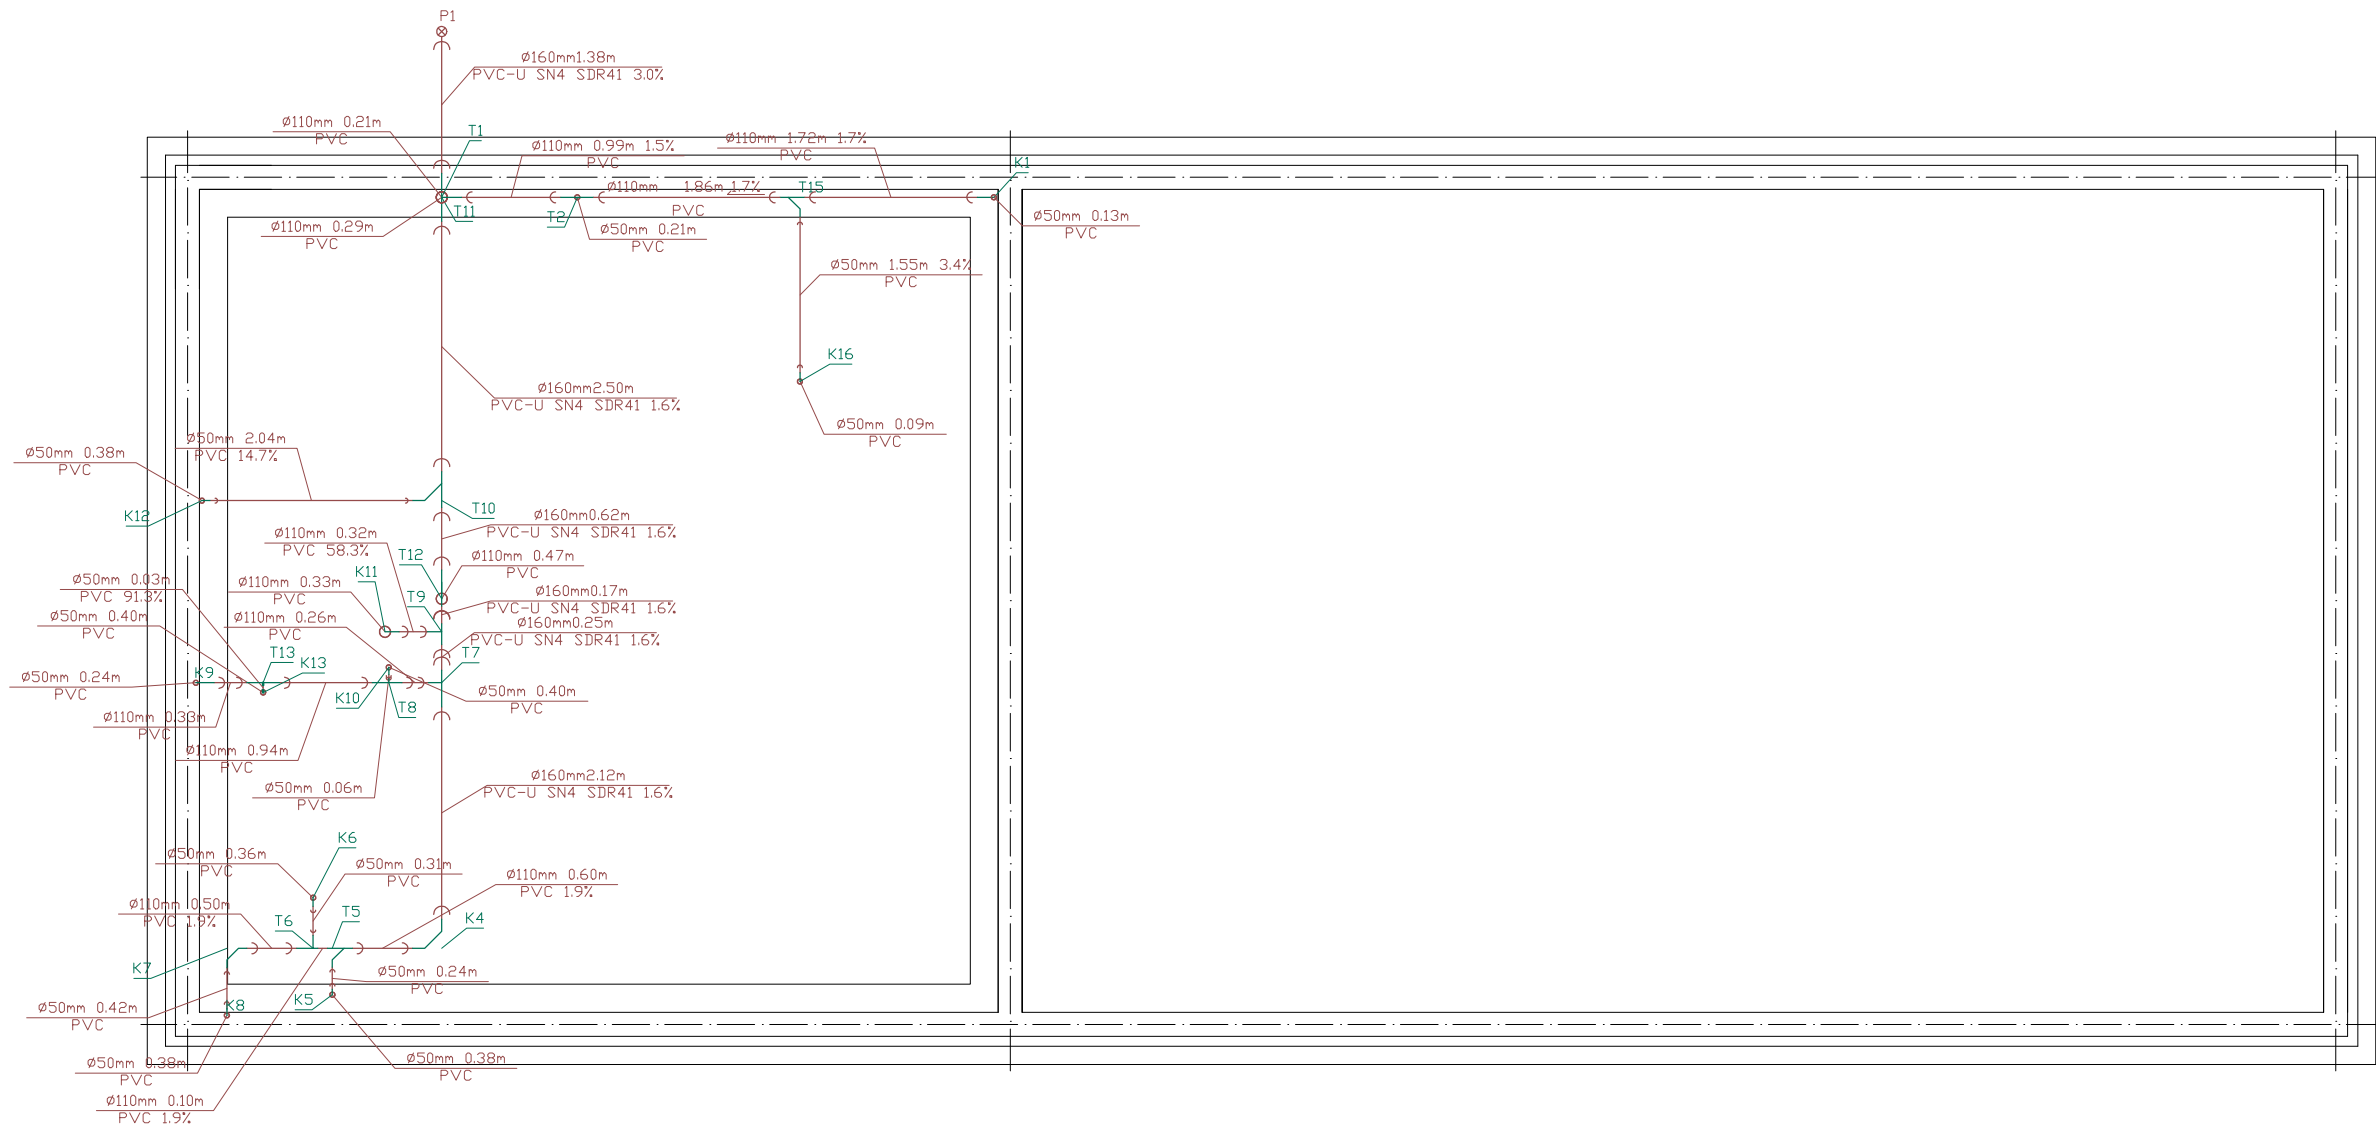 P1
Ø160mm1.38m
PVC-U SN4 SDR41 3.0%
Ø110mm 0.21m
PVC
T1
Ø110mm 0.99m 1.5%
PVC
Ø110mm 1.72m 1.7%
PVC
K1
Ø110mm 1.86m 1.7%
PVC
T15
T11
T2
Ø110mm 0.29m
PVC
Ø50mm 0.21m
PVC
Ø50mm 0.13m
PVC
Ø50mm 1.55m 3.4%
PVC
K16
Ø160mm2.50m
PVC-U SN4 SDR41 1.6%
Ø50mm 0.09m
PVC
Ø50mm 2.04m
PVC 14.7%
Ø50mm 0.38m
PVC
K12
T10
Ø160mm0.62m
PVC-U SN4 SDR41 1.6%
Ø110mm 0.32m
PVC 58.3%
T12
Ø110mm 0.47m
PVC
K11
Ø50mm 0.03m
PVC 91.3%
Ø110mm 0.33m
PVC
T9
Ø160mm0.17m
PVC-U SN4 SDR41 1.6%
Ø50mm 0.40m
PVC
Ø110mm 0.26m
PVC
Ø160mm0.25m
PVC-U SN4 SDR41 1.6%
T13
K13
T7
K9
Ø50mm 0.24m
PVC
K10
T8
Ø50mm 0.40m
PVC
Ø110mm 0.33m
PVC
Ø110mm 0.94m
PVC
Ø50mm 0.06m
PVC
Ø160mm2.12m
PVC-U SN4 SDR41 1.6%
K6
Ø50mm 0.36m
PVC
Ø50mm 0.31m
PVC
Ø110mm 0.60m
PVC 1.9%
Ø110mm 0.50m
PVC 1.9%
T6
T5
K4
K7
Ø50mm 0.24m
PVC
K5
K8
Ø50mm 0.42m
PVC
Ø50mm 0.38m
PVC
Ø50mm 0.38m
PVC
Ø110mm 0.10m
PVC 1.9%